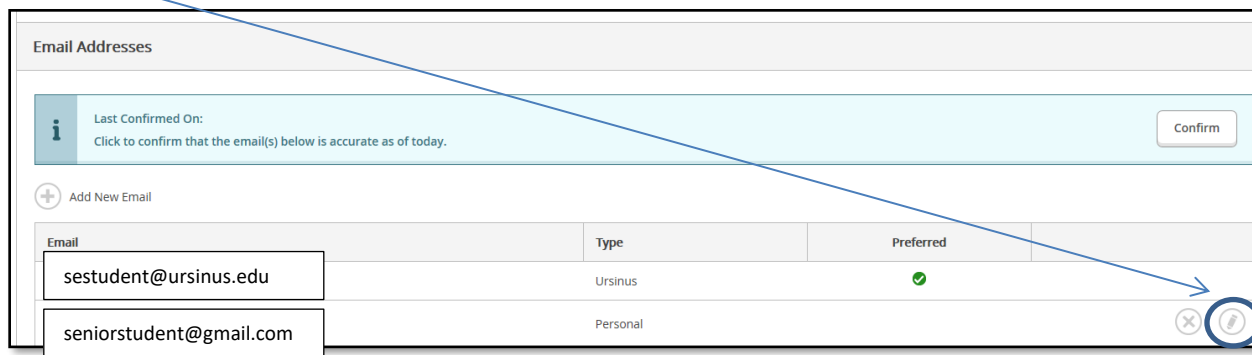 Email Addresses
Last Confirmed On:
Click to confirm that the email(s) below is accurate as of today.
Confirm
Add New Email
Email Type Preferred
sestudent@ursinus.edu Ursinus
seniorstudent@gmail.com Personal